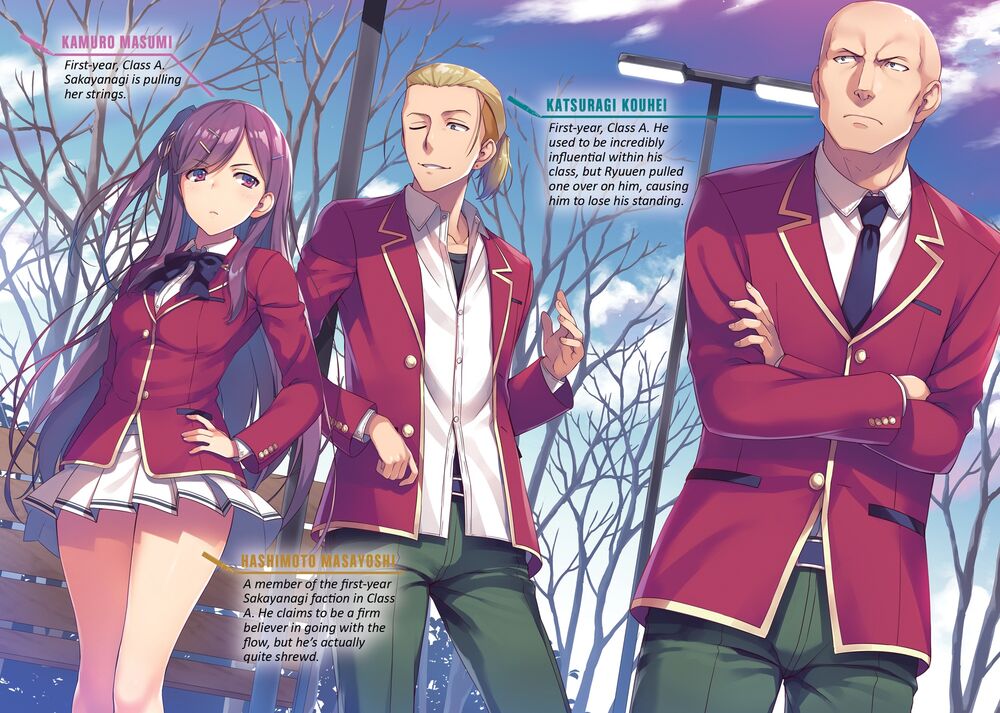 KAMURO MASUMI
First-year, Class A.
Sakayanagi is pulling
her strings.
KATSURAGI KOUHEI
First-year, Class A. He
used to be incredibly
influential within his
class, but Ryuuen pulled
one over on him, causing
him to lose his standing.
HASHIMOTO MASAYOSHI
A member of the first-year
Sakayanagi faction in Class
A. He claims to be a firm
believer in going with the
flow, but he's actually
quite shrewd.